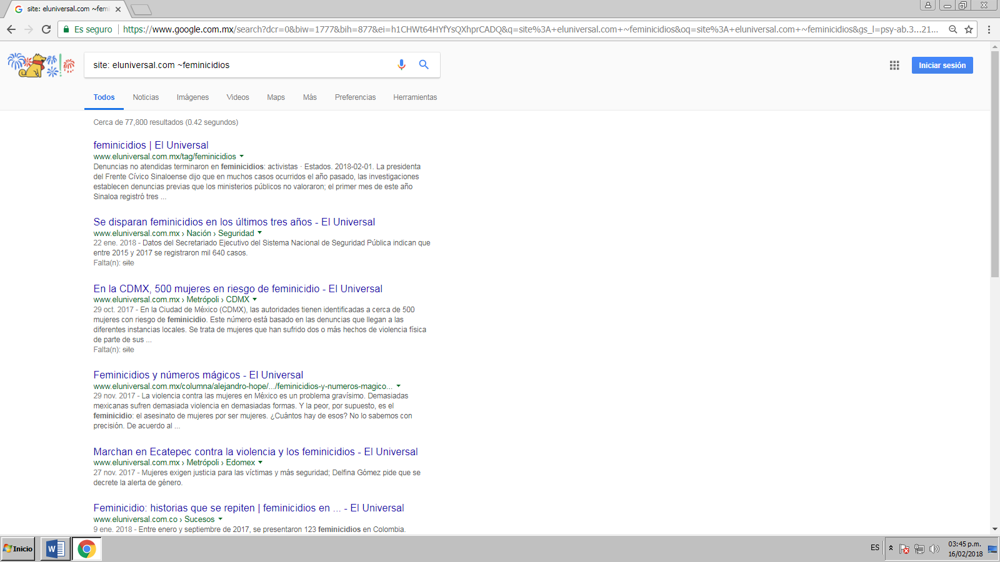 site: eluniversal.com ~fem
Es seguro | https://www.google.com.mx/search?dcr=0&biw=1777&bih=877&ei=h1CHWt64HYfYsQXhprCADQ&q=site%3A+eluniversal.com+~feminicidios&oq=site%3A+eluniversal.com+~feminicidios&gs_l=psy-ab.3...21...
site: eluniversal.com ~feminicidios
Iniciar sesión
Todos Noticias Imágenes Videos Maps Más Preferencias Herramientas
Cerca de 77,800 resultados (0.42 segundos)
feminicidios | El Universal
www.eluniversal.com.mx/tag/feminicidios
Denuncias no atendidas terminaron en feminicidios: activistas · Estados. 2018-02-01. La presidenta
del Frente Cívico Sinaloense dijo que en muchos casos ocurridos el año pasado, las investigaciones
establecen denuncias previas que los ministerios públicos no valoraron; el primer mes de este año
Sinaloa registró tres ...
Se disparan feminicidios en los últimos tres años - El Universal
www.eluniversal.com.mx › Nación › Seguridad
22 ene. 2018 - Datos del Secretariado Ejecutivo del Sistema Nacional de Seguridad Pública indican que
entre 2015 y 2017 se registraron mil 640 casos.
Falta(n): site
En la CDMX, 500 mujeres en riesgo de feminicidio - El Universal
www.eluniversal.com.mx › Metrópoli › CDMX
29 oct. 2017 - En la Ciudad de México (CDMX), las autoridades tienen identificadas a cerca de 500
mujeres con riesgo de feminicidio. Este número está basado en las denuncias que llegan a las
diferentes instancias locales. Se trata de mujeres que han sufrido dos o más hechos de violencia física
de parte de sus ...
Falta(n): site
Feminicidios y números mágicos - El Universal
www.eluniversal.com.mx/columna/alejandro-hope/.../feminicidios-y-numeros-magico...
29 nov. 2017 - La violencia contra las mujeres en México es un problema gravísimo. Demasiadas
mexicanas sufren demasiada violencia en demasiadas formas. Y la peor, por supuesto, es el
feminicidio: el asesinato de mujeres por ser mujeres. ¿Cuántos hay de esos? No lo sabemos con
precisión. De acuerdo al ...
Marchan en Ecatepec contra la violencia y los feminicidios - El Universal
www.eluniversal.com.mx › Metrópoli › Edomex
27 nov. 2017 - Mujeres exigen justicia para las víctimas y más seguridad; Delfina Gómez pide que se
decrete la alerta de género.
Feminicidio: historias que se repiten | feminicidios en ... - El Universal
www.eluniversal.com.co › Sucesos
9 ene. 2018 - Entre enero y septiembre de 2017, se presentaron 123 feminicidios en Colombia.
Inicio
ES
03:45 p.m.
16/02/2018